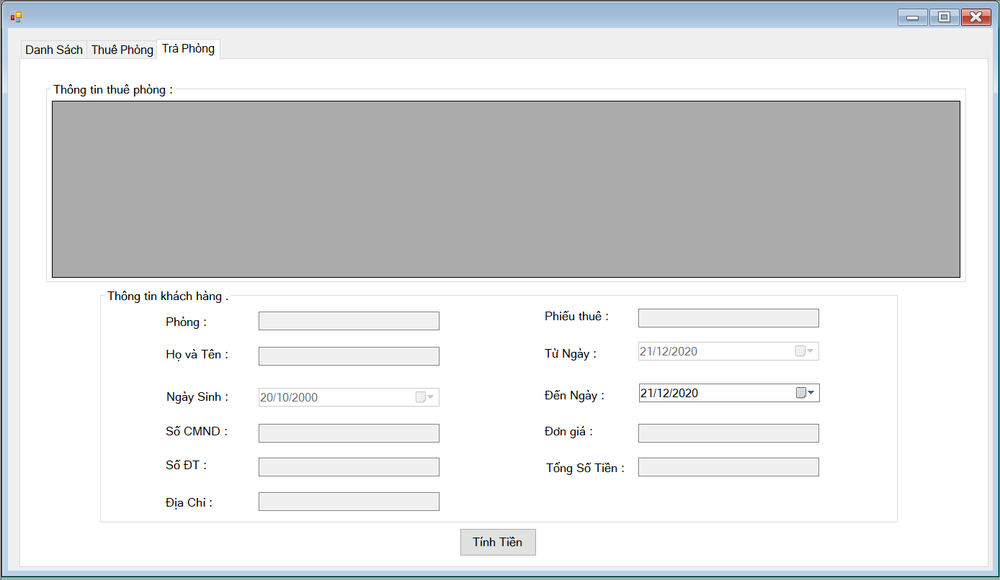 Danh Sách Thuê Phòng Trả Phòng
Thông tin thuê phòng :
Thông tin khách hàng .
Phòng :
Họ và Tên :
Ngày Sinh : 20/10/2000
Số CMND :
Số ĐT :
Địa Chỉ :
Phiếu thuê :
Từ Ngày : 21/12/2020
Đến Ngày : 21/12/2020
Đơn giá :
Tổng Số Tiền :
Tính Tiền